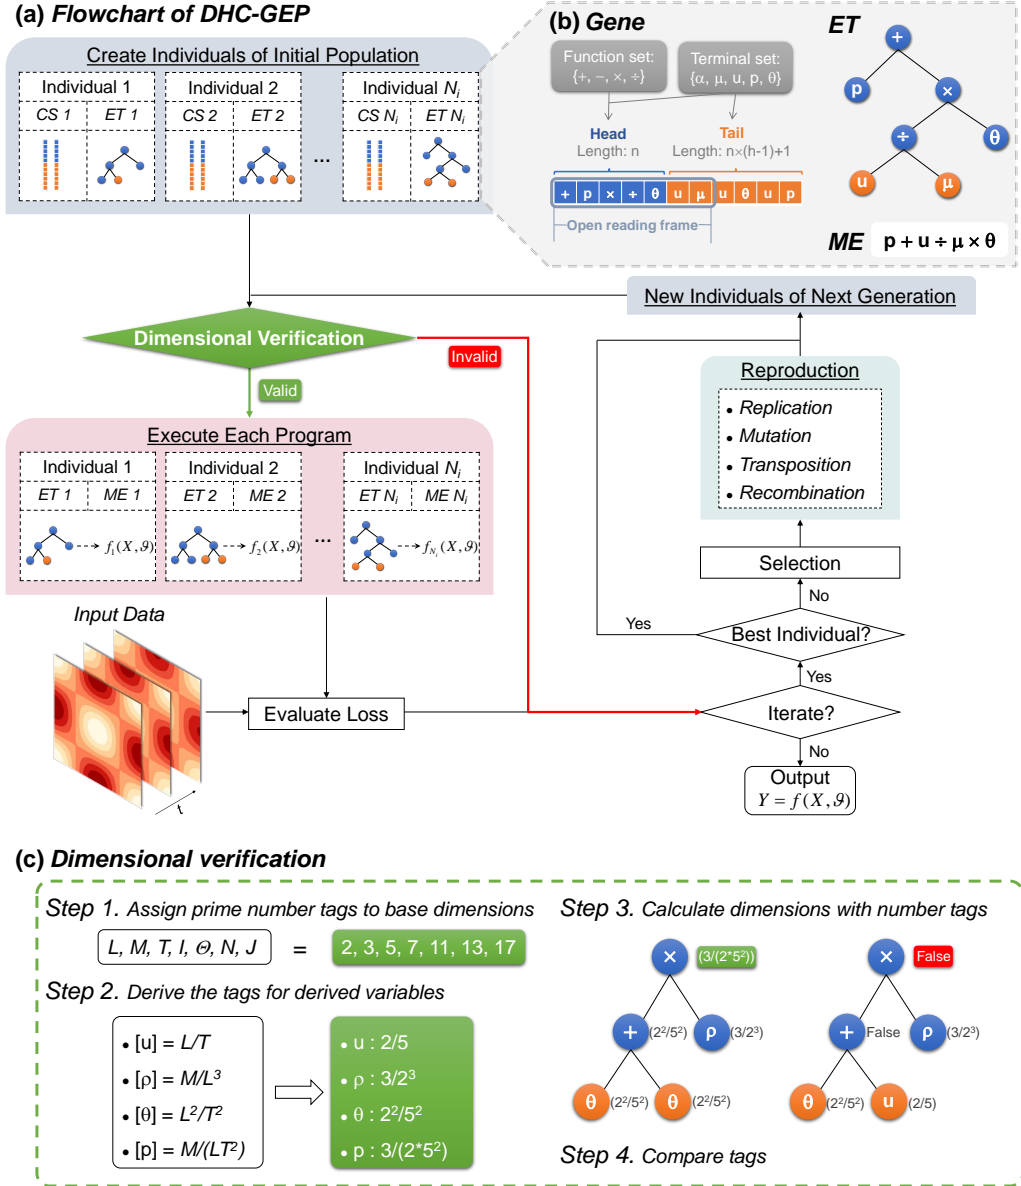 (a) Flowchart of DHC-GEP
Create Individuals of Initial Population
Individual 1
CS 1 ET 1
Individual 2
CS 2 ET 2
...
Individual Nᵢ
CS Nᵢ ET Nᵢ
(b) Gene
Function set:
{+, −, ×, ÷}
Terminal set:
{α, μ, u, p, θ}
Head
Length: n
Tail
Length: n×(h-1)+1
+ p × ÷ θ u μ u θ u p
Open reading frame
ET
+
p ×
÷ θ
u μ
ME p + u ÷ μ × θ
Dimensional Verification
Invalid
Valid
Execute Each Program
Individual 1
ET 1 ME 1
f₁(X,ϑ)
Individual 2
ET 2 ME 2
f₂(X,ϑ)
...
Individual Nᵢ
ET Nᵢ ME Nᵢ
f_Nᵢ(X,ϑ)
Input Data
t
Evaluate Loss
New Individuals of Next Generation
Reproduction
• Replication
• Mutation
• Transposition
• Recombination
Selection
No
Yes
Best Individual?
Yes
Iterate?
No
Output
Y = f(X,ϑ)
(c) Dimensional verification
Step 1. Assign prime number tags to base dimensions
L, M, T, I, Θ, N, J = 2, 3, 5, 7, 11, 13, 17
Step 2. Derive the tags for derived variables
• [u] = L/T
• [ρ] = M/L³
• [θ] = L²/T²
• [p] = M/(LT²)
• u : 2/5
• ρ : 3/2³
• θ : 2²/5²
• p : 3/(2*5²)
Step 3. Calculate dimensions with number tags
× (3/(2*5²))
+ (2²/5²) ρ (3/2³)
θ (2²/5²) θ (2²/5²)
× False
+ False ρ (3/2³)
θ (2²/5²) u (2/5)
Step 4. Compare tags